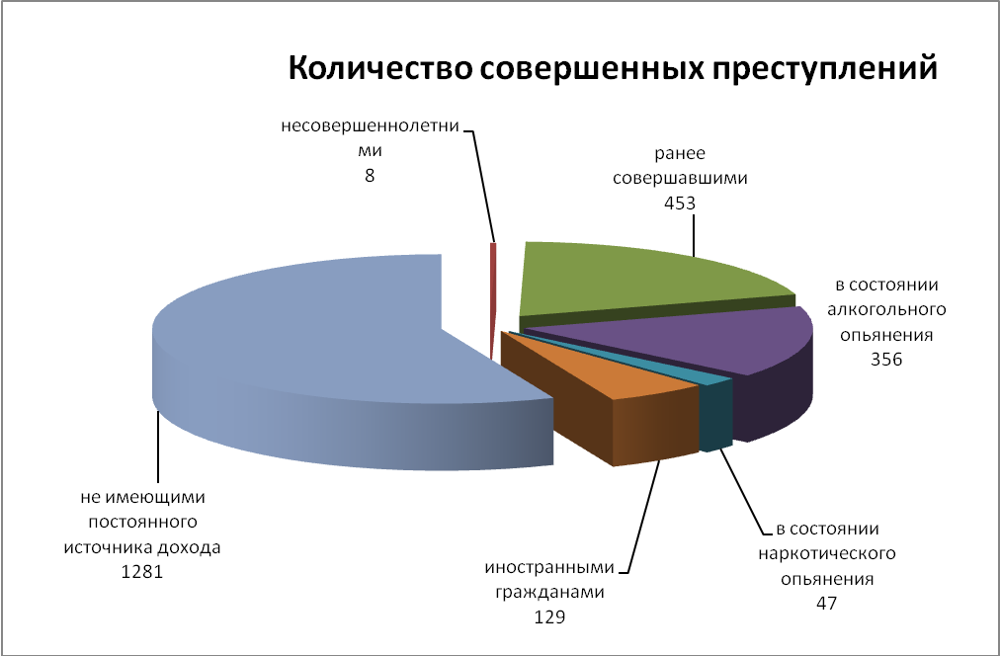 Количество совершенных преступлений
несовершеннолетни
ми
8
ранее
совершавшими
453
в состоянии
алкогольного
опьянения
356
в состоянии
наркотического
опьянения
47
иностранными
гражданами
129
не имеющими
постоянного
источника дохода
1281